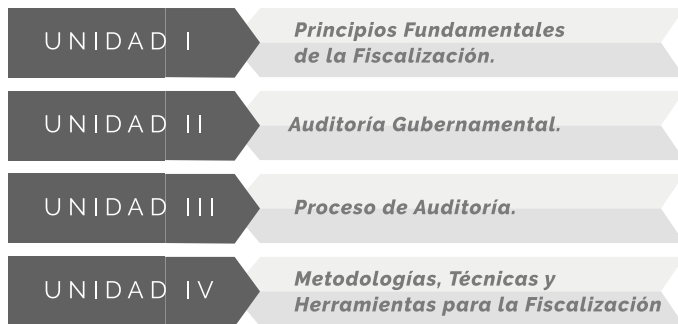 UNIDAD I
Principios Fundamentales
de la Fiscalización.
UNIDAD II
Auditoría Gubernamental.
UNIDAD III
Proceso de Auditoría.
UNIDAD IV
Metodologías, Técnicas y
Herramientas para la Fiscalización